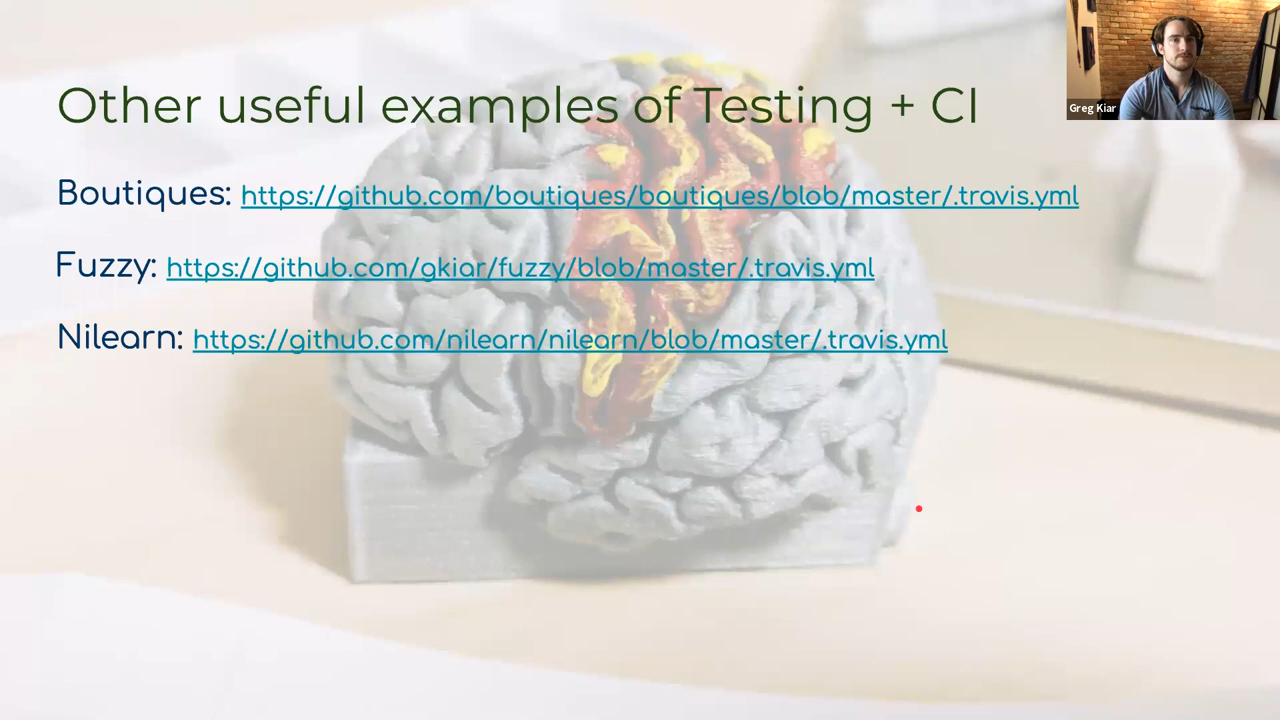 Other useful examples of Testing + CI
Greg Kiar
Boutiques: https://github.com/boutiques/boutiques/blob/master/.travis.yml
Fuzzy: https://github.com/gkiar/fuzzy/blob/master/.travis.yml
Nilearn: https://github.com/nilearn/nilearn/blob/master/.travis.yml